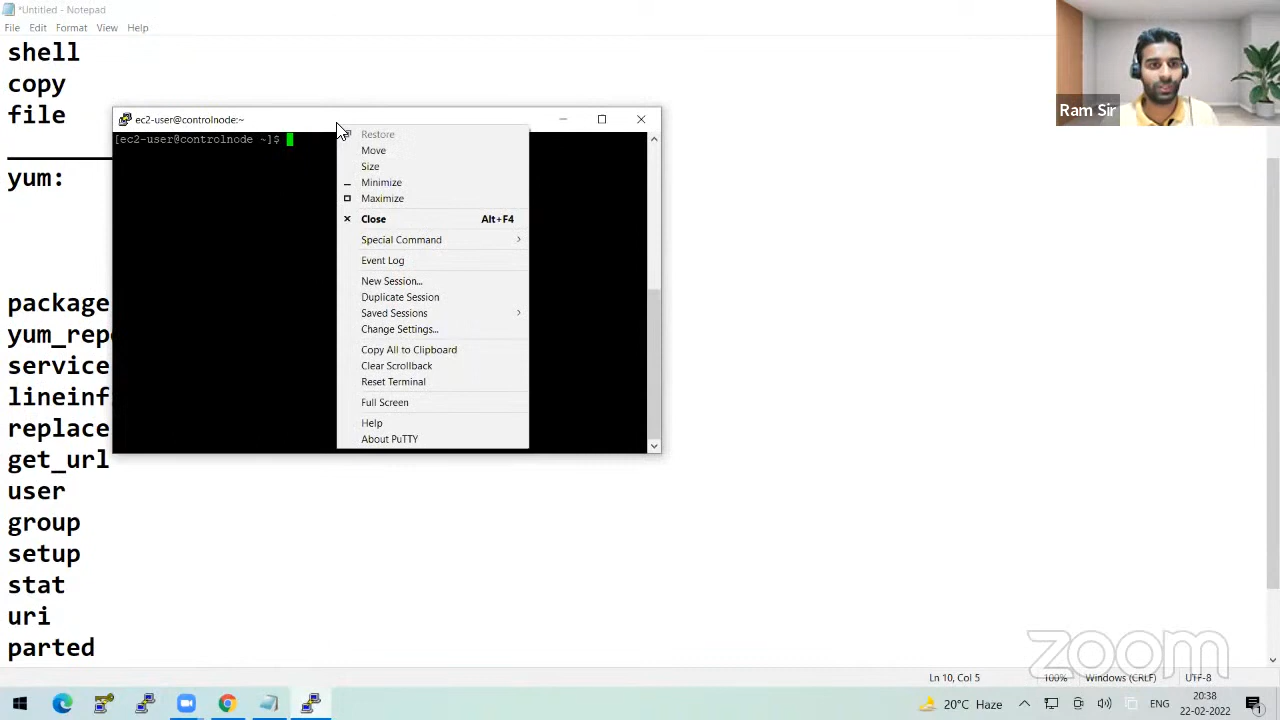 *Untitled - Notepad
File Edit Format View Help
shell
copy
file
yum:
package
yum_repo
service
lineinf
replace
get_url
user
group
setup
stat
uri
parted
ec2-user@controlnode:~
[ec2-user@controlnode ~]$
Restore
Move
Size
Minimize
Maximize
Close Alt+F4
Special Command
Event Log
New Session...
Duplicate Session
Saved Sessions
Change Settings...
Copy All to Clipboard
Clear Scrollback
Reset Terminal
Full Screen
Help
About PuTTY
Ram Sir
zoom
Ln 10, Col 5 100% Windows (CRLF) UTF-8
20°C Haze ENG 20:38
22-02-2022
1